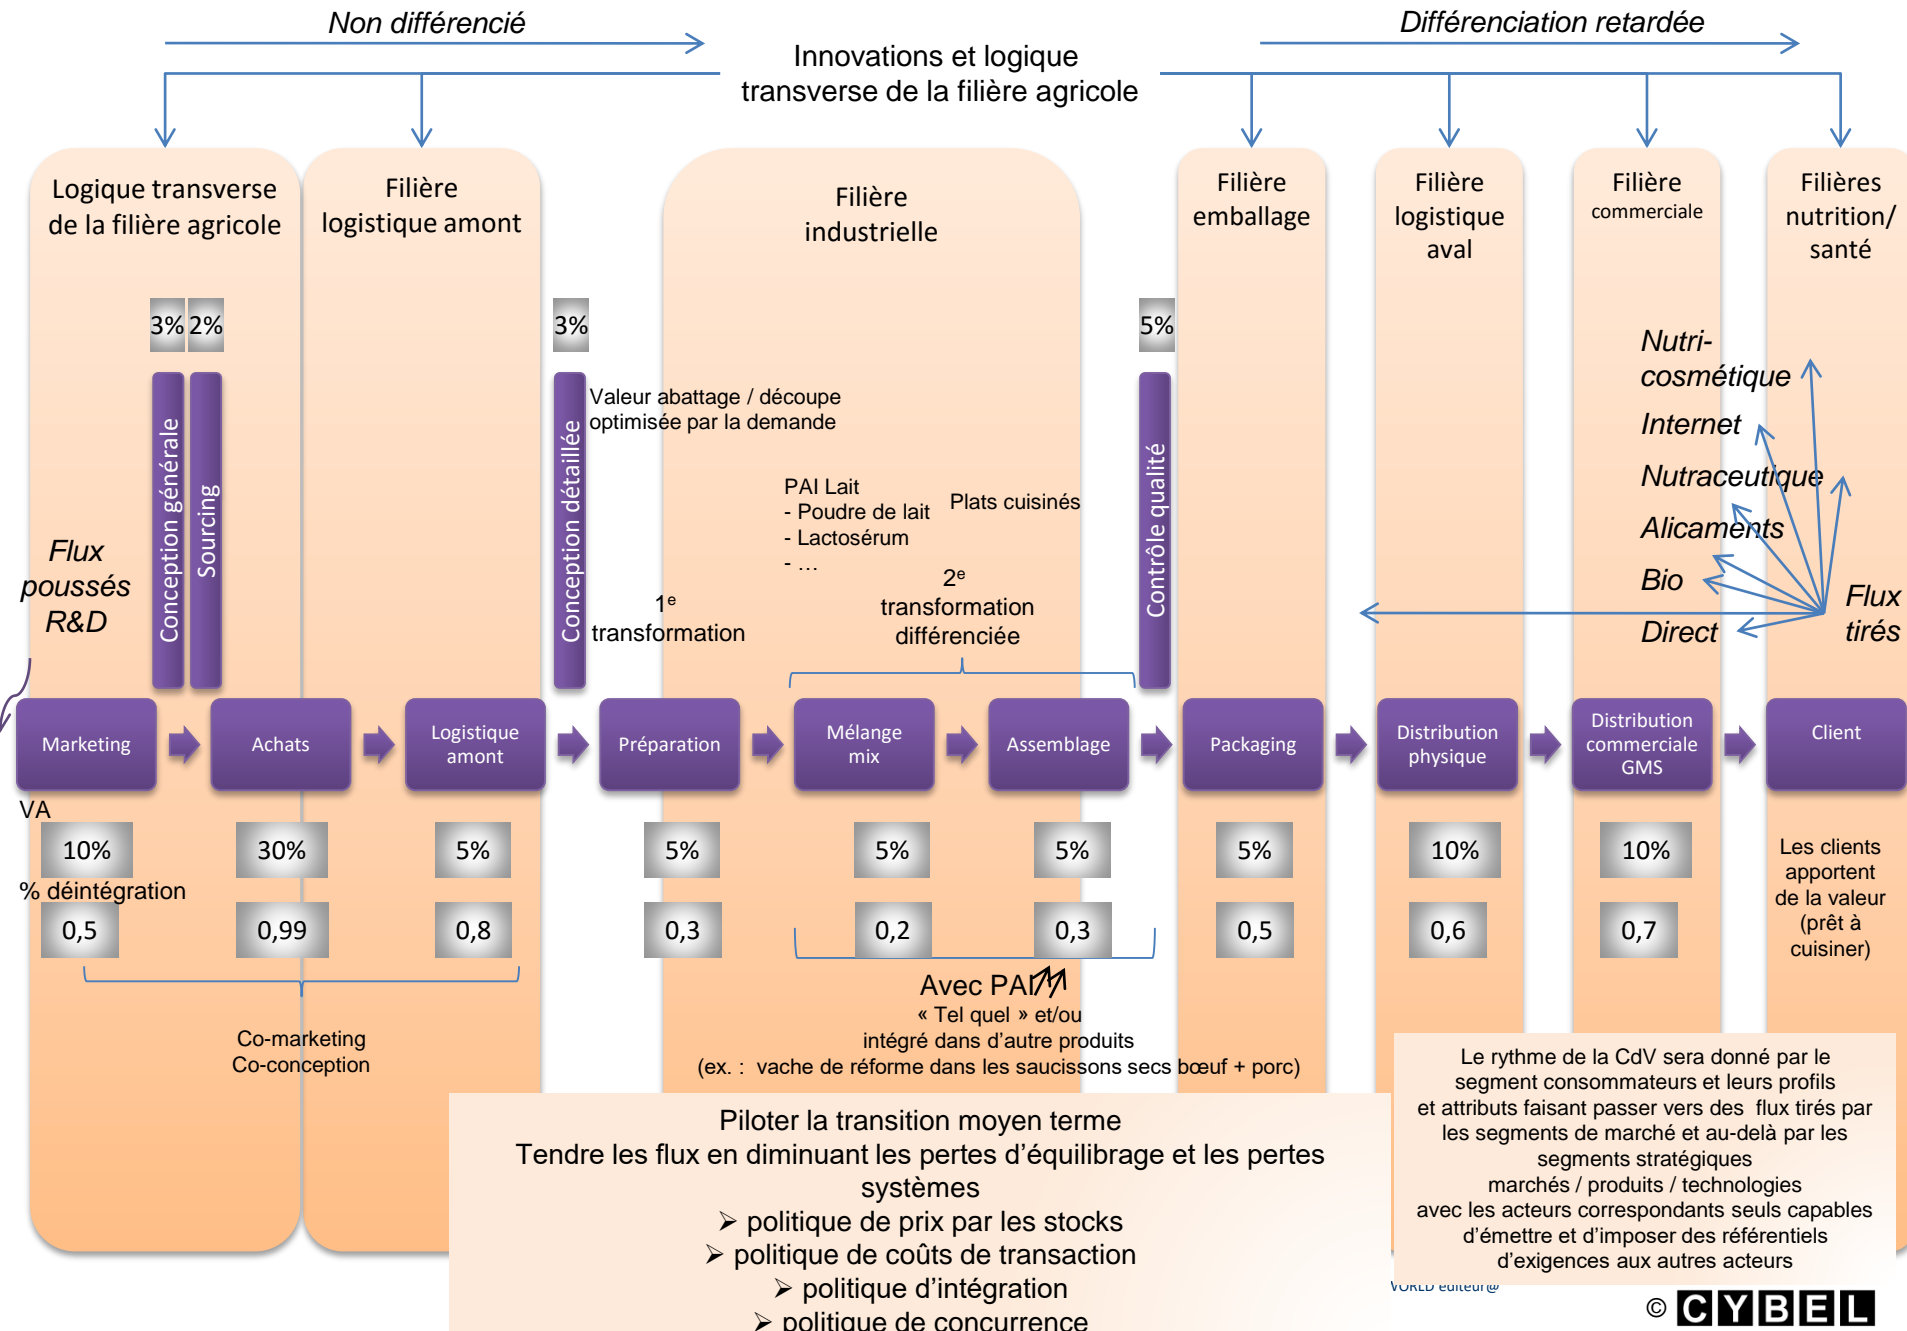 Non différencié
Différenciation retardée
Innovations et logique
transverse de la filière agricole
Logique transverse
de la filière agricole
Filière
logistique amont
Filière
industrielle
Filière
emballage
Filière
logistique
aval
Filière
commerciale
Filières
nutrition/
santé
3%
2%
3%
5%
Conception générale
Sourcing
Conception détaillée
Contrôle qualité
Valeur abattage / découpe
optimisée par la demande
PAI Lait
- Poudre de lait
- Lactosérum
- ...
Plats cuisinés
1e
transformation
2e
transformation
différenciée
Nutri-
cosmétique
Internet
Nutraceutique
Alicaments
Bio
Direct
Flux
tirés
Flux
poussés
R&D
Marketing
Achats
Logistique
amont
Préparation
Mélange
mix
Assemblage
Packaging
Distribution
physique
Distribution
commerciale
GMS
Client
VA
10%
30%
5%
5%
5%
5%
5%
10%
10%
% déintégration
0,5
0,99
0,8
0,3
0,2
0,3
0,5
0,6
0,7
Les clients
apportent
de la valeur
(prêt à
cuisiner)
Co-marketing
Co-conception
Avec PAI
« Tel quel » et/ou
intégré dans d'autre produits
(ex. : vache de réforme dans les saucissons secs bœuf + porc)
Piloter la transition moyen terme
Tendre les flux en diminuant les pertes d'équilibrage et les pertes
systèmes
➢ politique de prix par les stocks
➢ politique de coûts de transaction
➢ politique d'intégration
➢ politique de concurrence
Le rythme de la CdV sera donné par le
segment consommateurs et leurs profils
et attributs faisant passer vers des flux tirés par
les segments de marché et au-delà par les
segments stratégiques
marchés / produits / technologies
avec les acteurs correspondants seuls capables
d'émettre et d'imposer des référentiels
d'exigences aux autres acteurs
éditeur@
© CYBEL